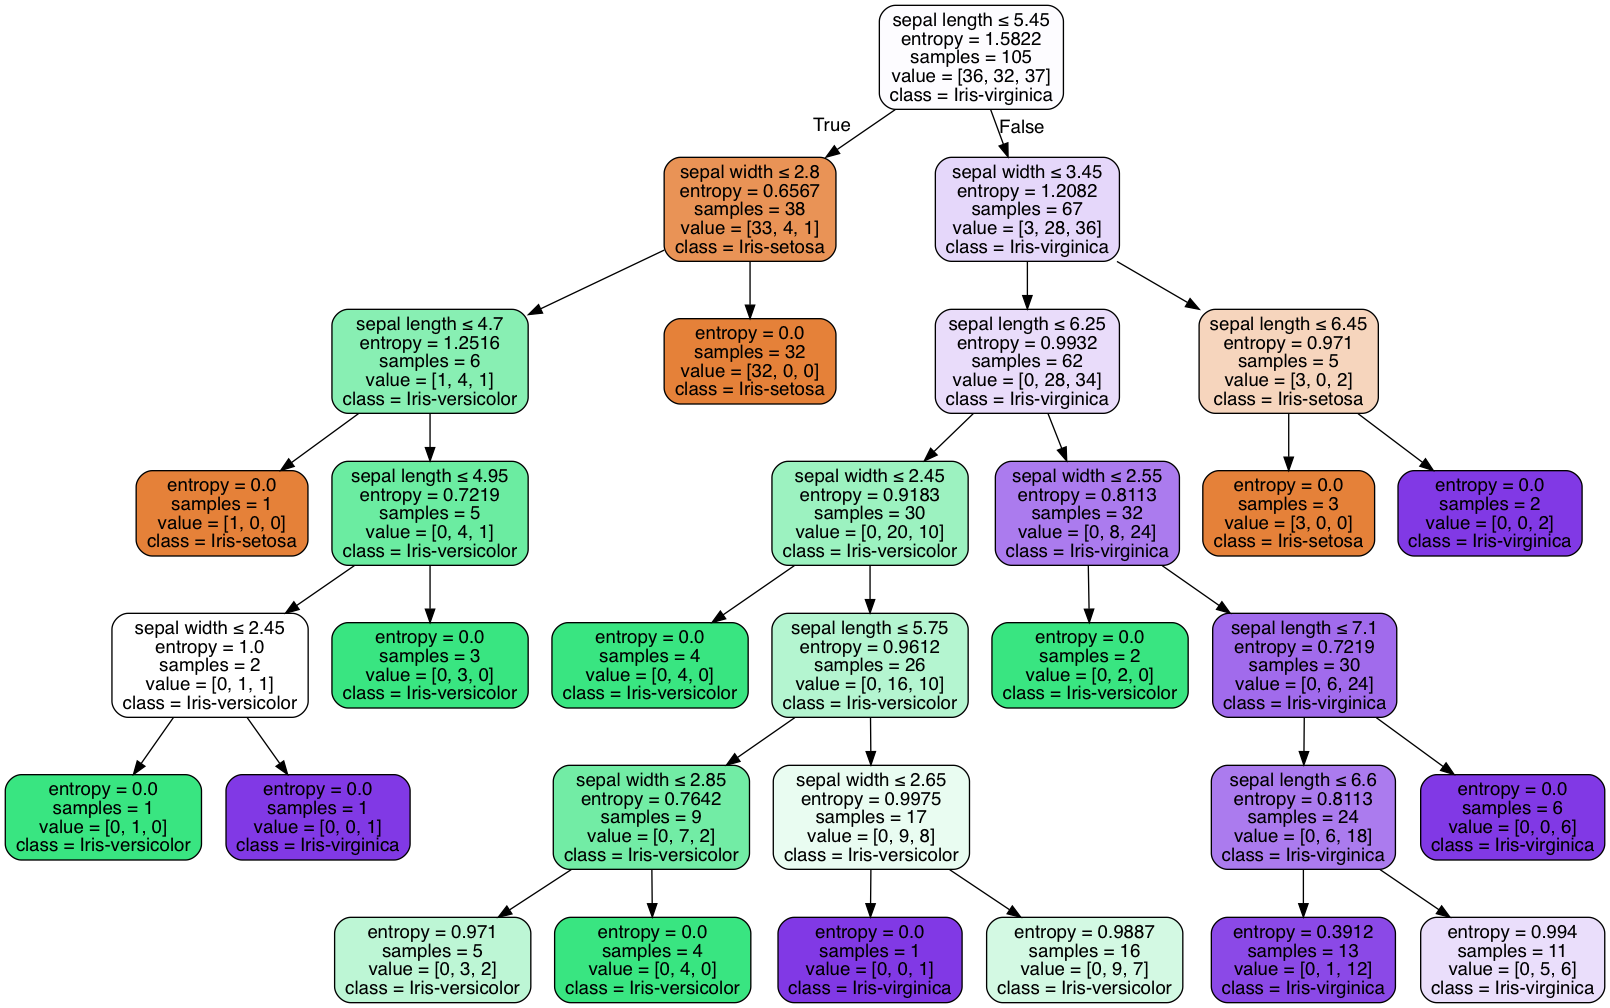 sepal length ≤ 5.45
entropy = 1.5822
samples = 105
value = [36, 32, 37]
class = Iris-virginica
True
False
sepal width ≤ 2.8
entropy = 0.6567
samples = 38
value = [33, 4, 1]
class = Iris-setosa
sepal width ≤ 3.45
entropy = 1.2082
samples = 67
value = [3, 28, 36]
class = Iris-virginica
sepal length ≤ 4.7
entropy = 1.2516
samples = 6
value = [1, 4, 1]
class = Iris-versicolor
entropy = 0.0
samples = 32
value = [32, 0, 0]
class = Iris-setosa
sepal length ≤ 6.25
entropy = 0.9932
samples = 62
value = [0, 28, 34]
class = Iris-virginica
sepal length ≤ 6.45
entropy = 0.971
samples = 5
value = [3, 0, 2]
class = Iris-setosa
entropy = 0.0
samples = 1
value = [1, 0, 0]
class = Iris-setosa
sepal length ≤ 4.95
entropy = 0.7219
samples = 5
value = [0, 4, 1]
class = Iris-versicolor
sepal width ≤ 2.45
entropy = 0.9183
samples = 30
value = [0, 20, 10]
class = Iris-versicolor
sepal width ≤ 2.55
entropy = 0.8113
samples = 32
value = [0, 8, 24]
class = Iris-virginica
entropy = 0.0
samples = 3
value = [3, 0, 0]
class = Iris-setosa
entropy = 0.0
samples = 2
value = [0, 0, 2]
class = Iris-virginica
sepal width ≤ 2.45
entropy = 1.0
samples = 2
value = [0, 1, 1]
class = Iris-versicolor
entropy = 0.0
samples = 3
value = [0, 3, 0]
class = Iris-versicolor
entropy = 0.0
samples = 4
value = [0, 4, 0]
class = Iris-versicolor
sepal length ≤ 5.75
entropy = 0.9612
samples = 26
value = [0, 16, 10]
class = Iris-versicolor
entropy = 0.0
samples = 2
value = [0, 2, 0]
class = Iris-versicolor
sepal length ≤ 7.1
entropy = 0.7219
samples = 30
value = [0, 6, 24]
class = Iris-virginica
entropy = 0.0
samples = 1
value = [0, 1, 0]
class = Iris-versicolor
entropy = 0.0
samples = 1
value = [0, 0, 1]
class = Iris-virginica
sepal width ≤ 2.85
entropy = 0.7642
samples = 9
value = [0, 7, 2]
class = Iris-versicolor
sepal width ≤ 2.65
entropy = 0.9975
samples = 17
value = [0, 9, 8]
class = Iris-versicolor
sepal length ≤ 6.6
entropy = 0.8113
samples = 24
value = [0, 6, 18]
class = Iris-virginica
entropy = 0.0
samples = 6
value = [0, 0, 6]
class = Iris-virginica
entropy = 0.971
samples = 5
value = [0, 3, 2]
class = Iris-versicolor
entropy = 0.0
samples = 4
value = [0, 4, 0]
class = Iris-versicolor
entropy = 0.0
samples = 1
value = [0, 0, 1]
class = Iris-virginica
entropy = 0.9887
samples = 16
value = [0, 9, 7]
class = Iris-versicolor
entropy = 0.3912
samples = 13
value = [0, 1, 12]
class = Iris-virginica
entropy = 0.994
samples = 11
value = [0, 5, 6]
class = Iris-virginica